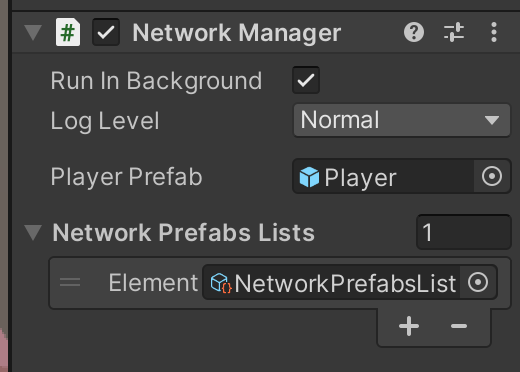 # Network Manager
Run In Background
Log Level Normal
Player Prefab Player
Network Prefabs Lists 1
Element NetworkPrefabsList